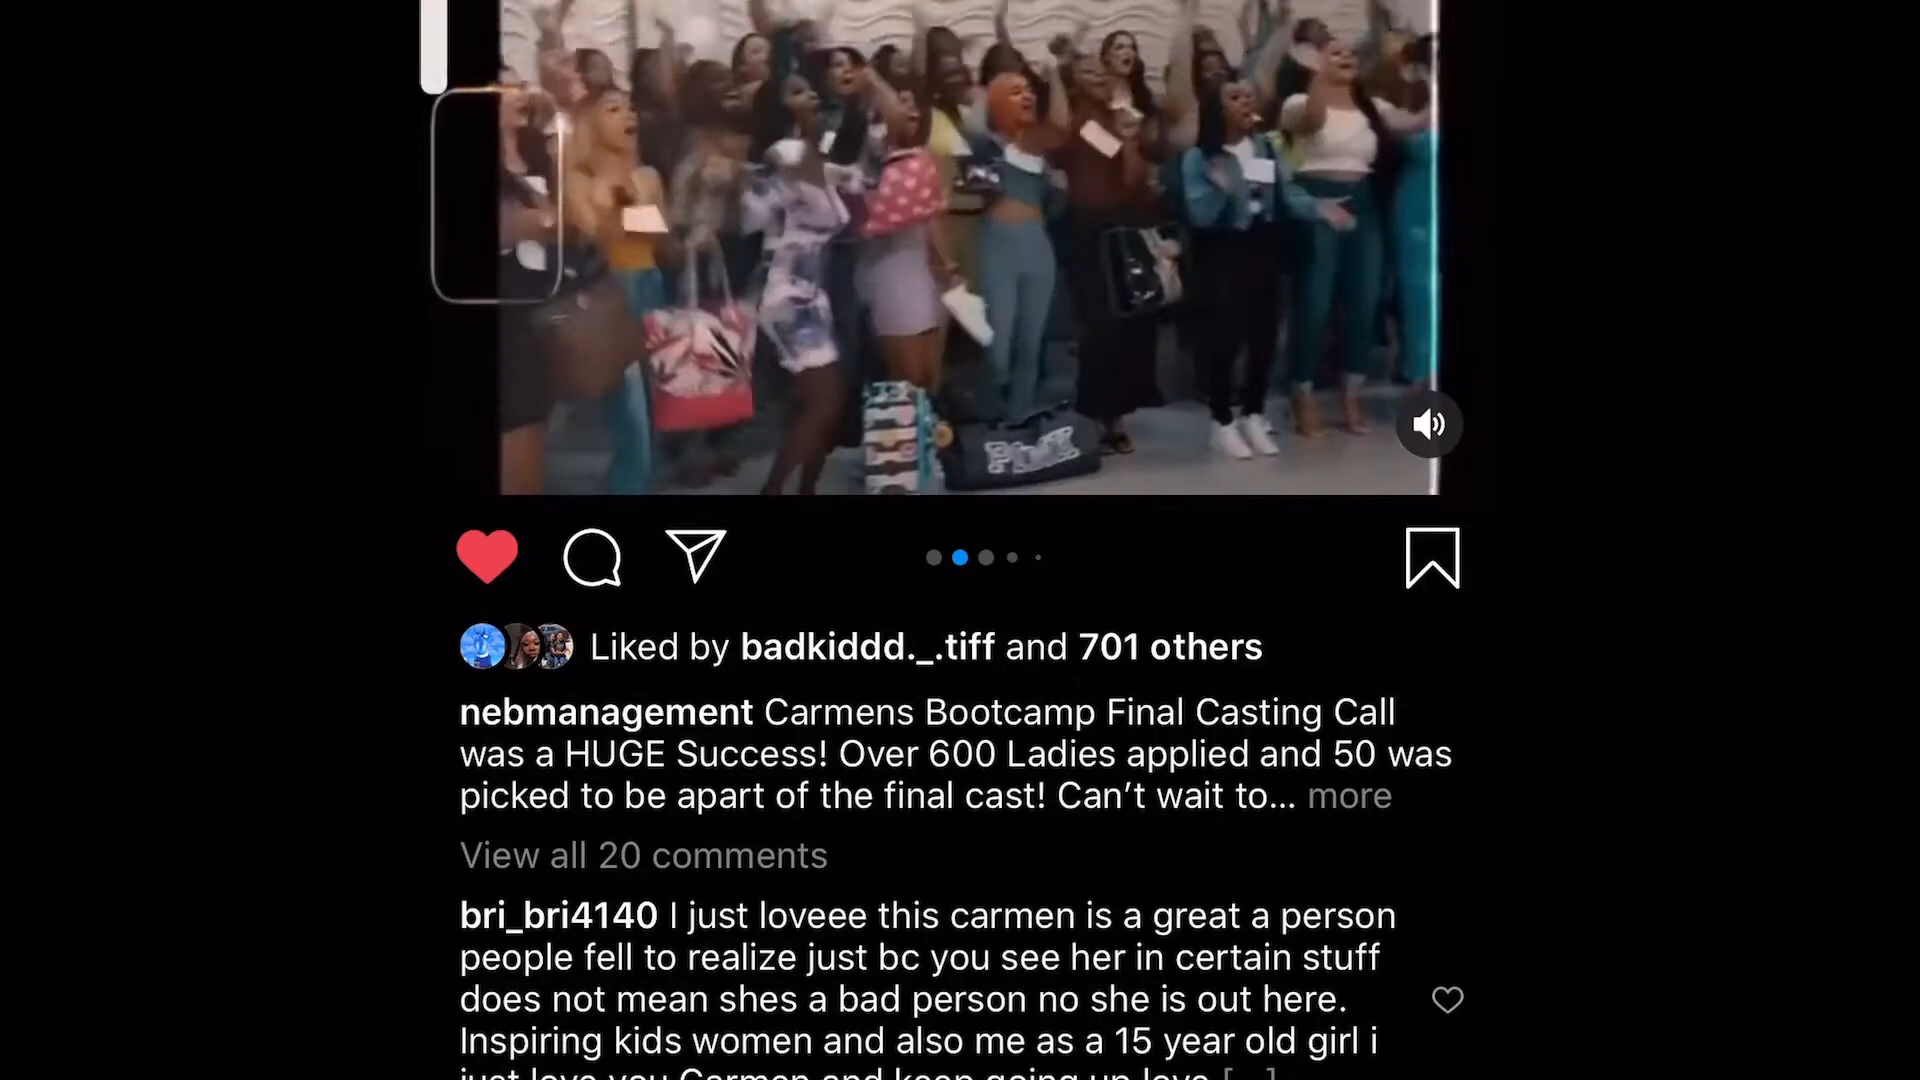 PINK
Liked by badkiddd._.tiff and 701 others
nebmanagement Carmens Bootcamp Final Casting Call
was a HUGE Success! Over 600 Ladies applied and 50 was
picked to be apart of the final cast! Can’t wait to... more
View all 20 comments
bri_bri4140 I just loveee this carmen is a great a person
people fell to realize just bc you see her in certain stuff
does not mean shes a bad person no she is out here.
Inspiring kids women and also me as a 15 year old girl i
just love you Carmen and keep going up love [...]